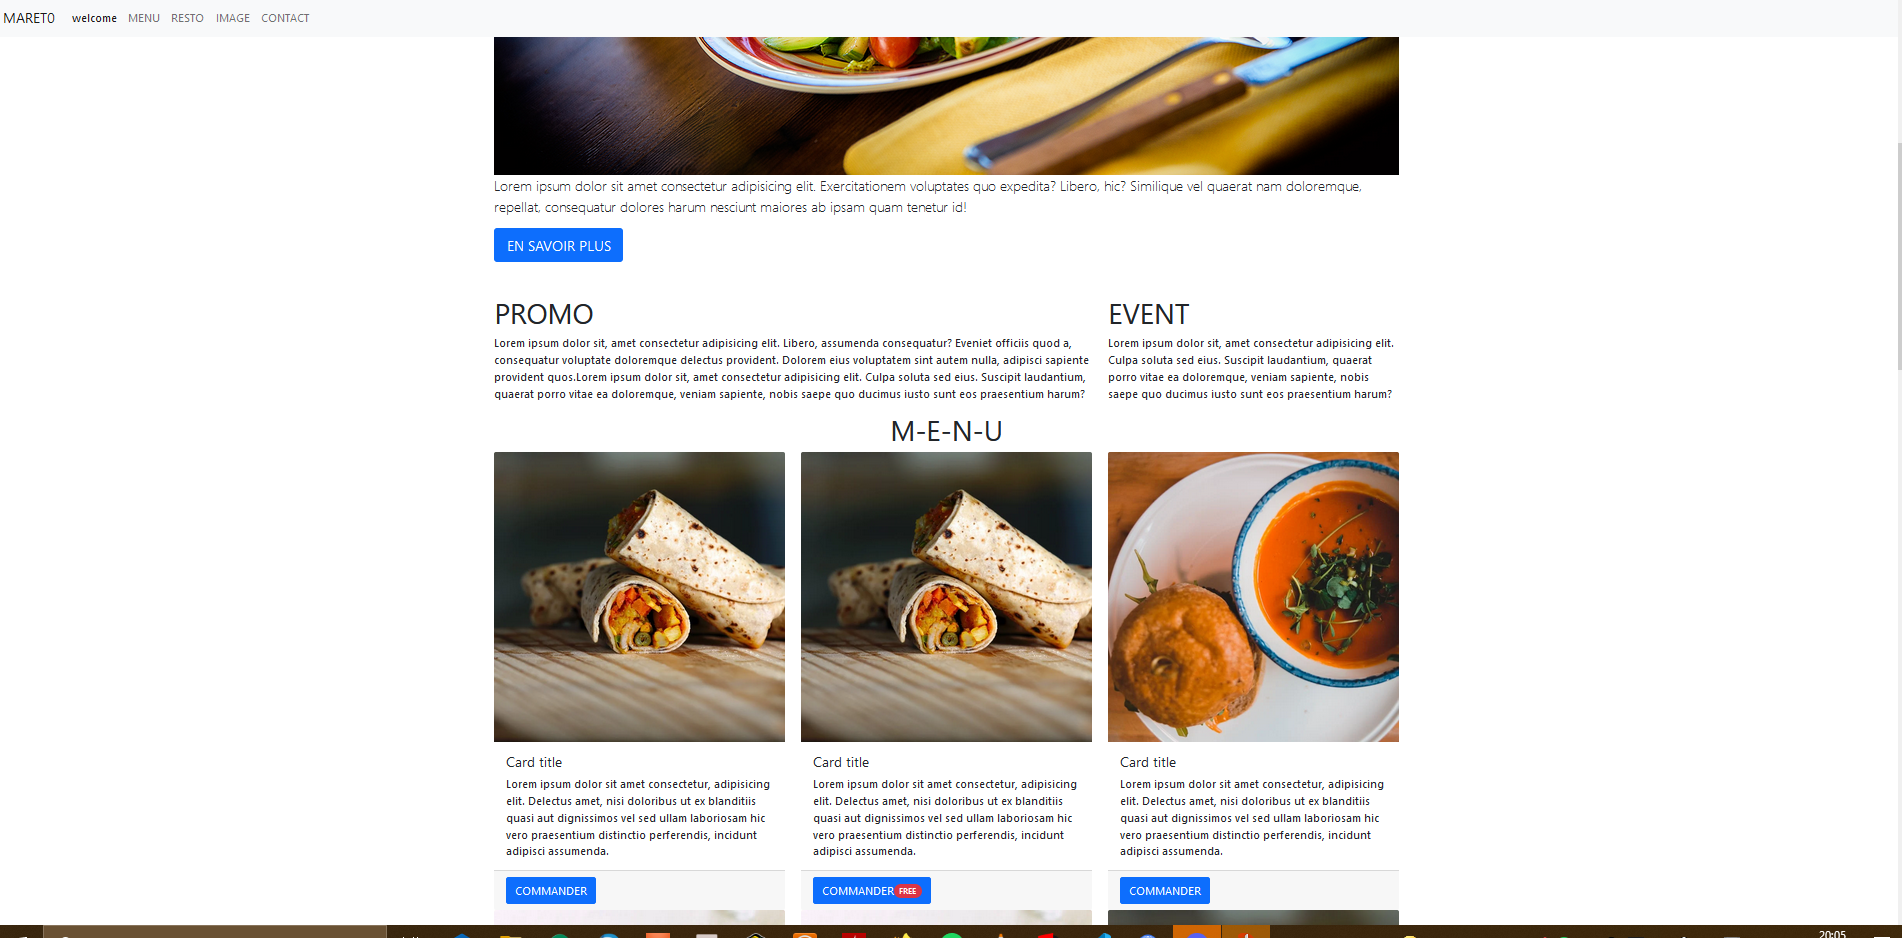 MARETO welcome MENU RESTO IMAGE CONTACT
Lorem ipsum dolor sit amet consectetur adipisicing elit. Exercitationem voluptates quo expedita? Libero, hic? Similique vel quaerat nam doloremque,
repellat, consequatur dolores harum nesciunt maiores ab ipsam quam tenetur id!
EN SAVOIR PLUS
PROMO
Lorem ipsum dolor sit, amet consectetur adipisicing elit. Libero, assumenda consequatur? Eveniet officiis quod a,
consequatur voluptate doloremque delectus provident. Dolorem eius voluptatem sint autem nulla, adipisci sapiente
provident quos.Lorem ipsum dolor sit, amet consectetur adipisicing elit. Culpa soluta sed eius. Suscipit laudantium,
quaerat porro vitae ea doloremque, veniam sapiente, nobis saepe quo ducimus iusto sunt eos praesentium harum?
EVENT
Lorem ipsum dolor sit, amet consectetur adipisicing elit.
Culpa soluta sed eius. Suscipit laudantium, quaerat
porro vitae ea doloremque, veniam sapiente, nobis
saepe quo ducimus iusto sunt eos praesentium harum?
M-E-N-U
Card title
Lorem ipsum dolor sit amet consectetur, adipisicing
elit. Delectus amet, nisi doloribus ut ex blanditiis
quasi aut dignissimos vel sed ullam laboriosam hic
vero praesentium distinctio perferendis, incidunt
adipisci assumenda.
COMMANDER
Card title
Lorem ipsum dolor sit amet consectetur, adipisicing
elit. Delectus amet, nisi doloribus ut ex blanditiis
quasi aut dignissimos vel sed ullam laboriosam hic
vero praesentium distinctio perferendis, incidunt
adipisci assumenda.
COMMANDER FREE
Card title
Lorem ipsum dolor sit amet consectetur, adipisicing
elit. Delectus amet, nisi doloribus ut ex blanditiis
quasi aut dignissimos vel sed ullam laboriosam hic
vero praesentium distinctio perferendis, incidunt
adipisci assumenda.
COMMANDER
20:05